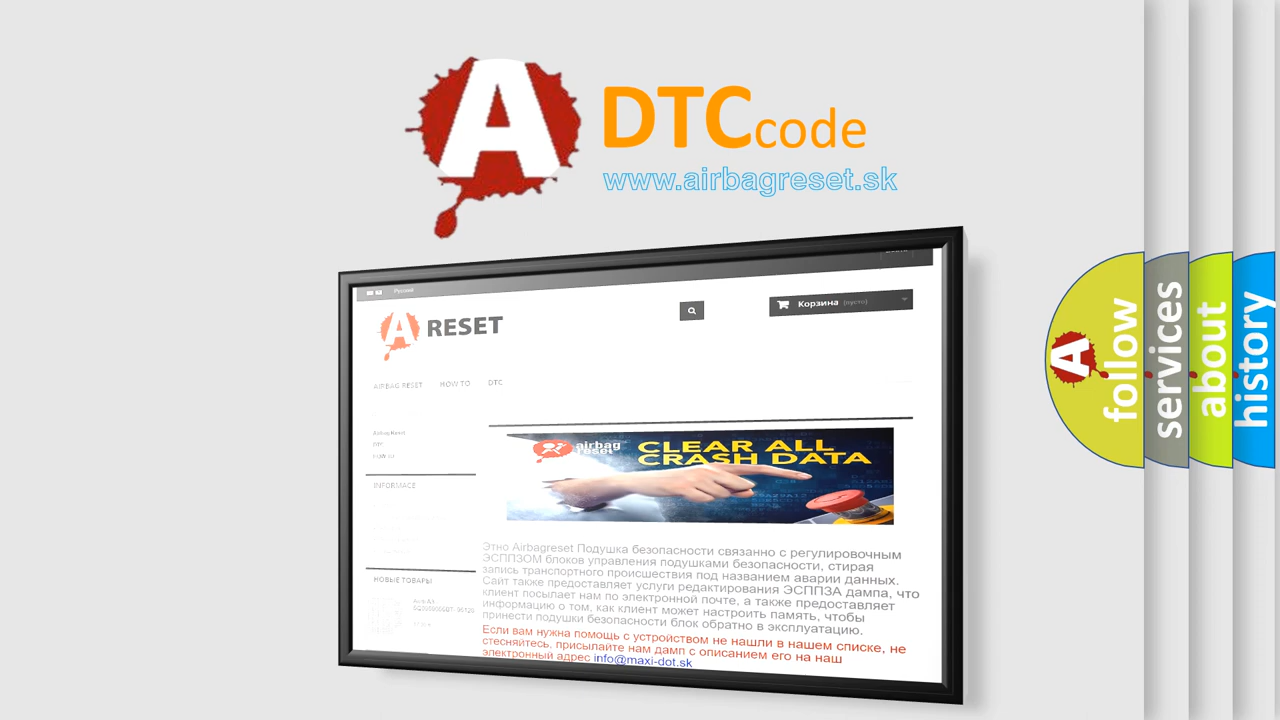 A DTCcode
www.airbagreset.sk
Русский
Корзина (пусто)
A RESET
AIRBAG RESET HOW TO DTC
Airbag Reset
DTC
airbag reset
CLEAR ALL
CRASH DATA
INFORMACE
НОВЫЕ ТОВАРЫ
Этно Airbagreset Подушка безопасности связанно с регулировочным
ЭСППЗОМ блоков управления подушками безопасности, стирая
запись транспортного происшествия под названием аварии данных.
Сайт также предоставляет услуги редактирования ЭСППЗА дампа, что
клиент посылает нам по электронной почте, а также предоставляет
информацию о том, как клиент может настроить память, чтобы
принести подушки безопасности блок обратно в эксплуатацию.
Если вам нужна помощь с устройством не нашли в нашем списке, не
стесняйтесь, присылайте нам дамп с описанием его на наш
электронный адрес info@maxi-dot.sk
A follow
services
about
history